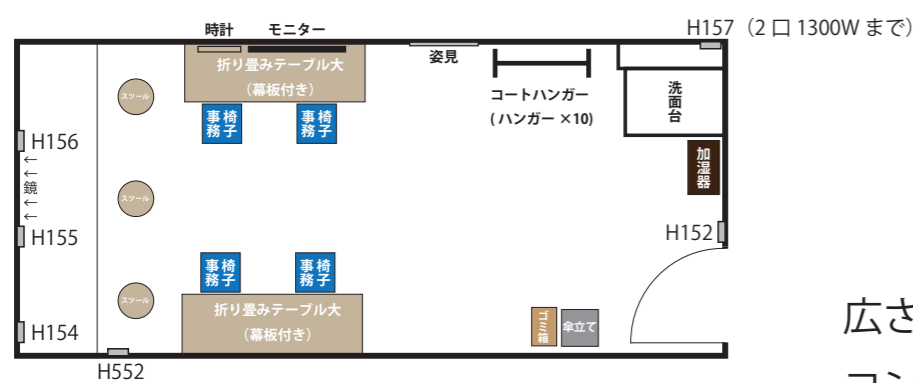 時計
モニター
姿見
H157（2 口 1300W まで）
折り畳みテーブル大
（幕板付き）
スツール
事務椅子
事務椅子
コートハンガー
( ハンガー ×10)
洗面台
H156
←←鏡←←
スツール
加湿器
H155
H152
事務椅子
事務椅子
スツール
折り畳みテーブル大
（幕板付き）
ゴミ箱
傘立て
H154
H552
広さ